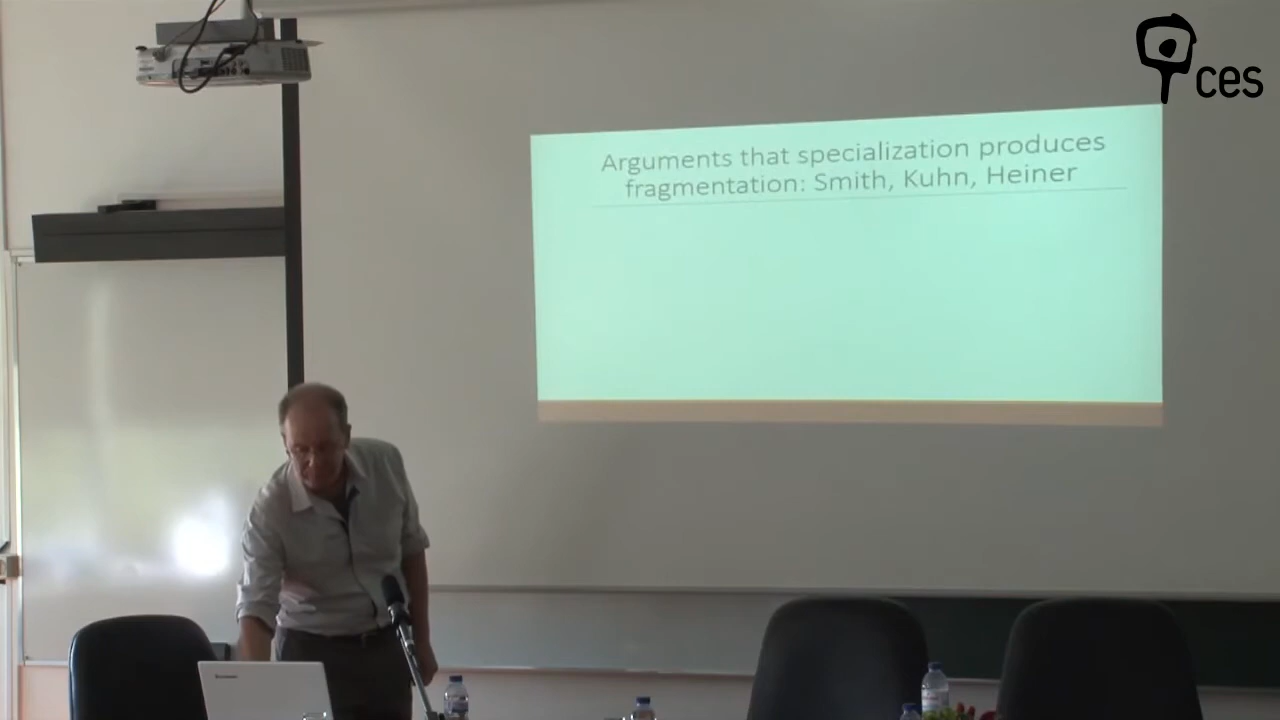 ces
Arguments that specialization produces
fragmentation: Smith, Kuhn, Heiner